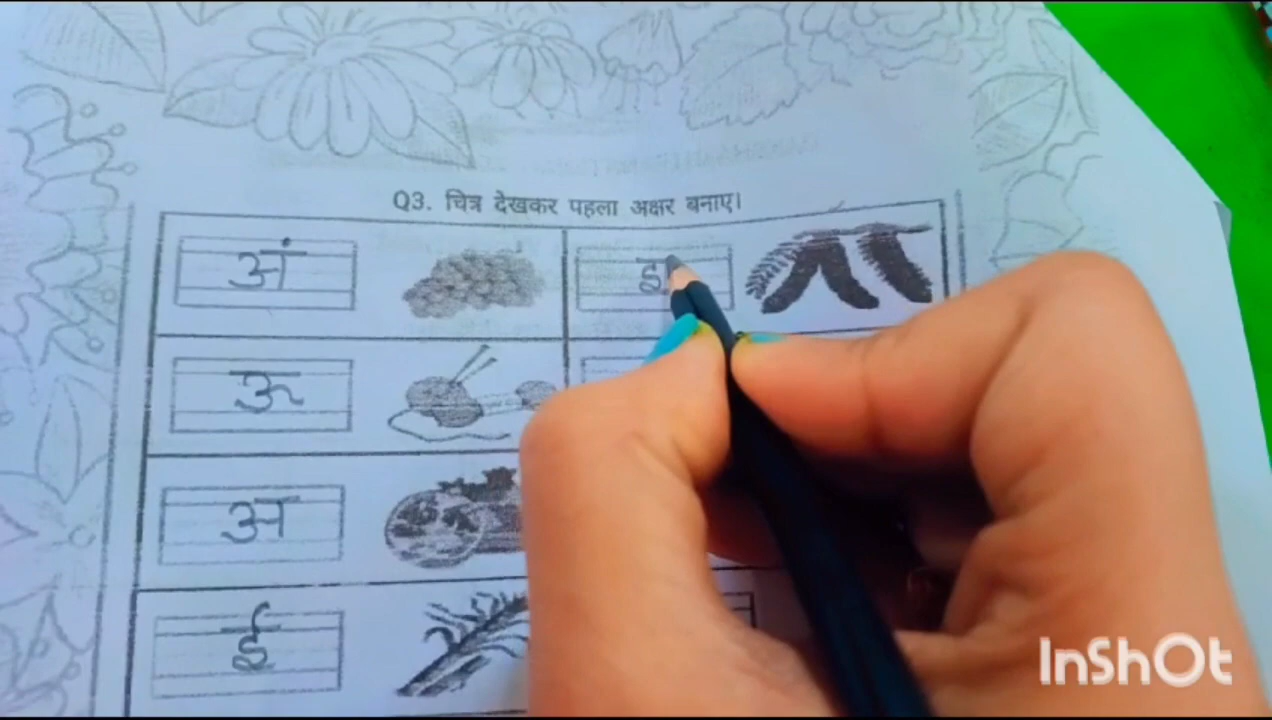 Q3. चित्र देखकर पहला अक्षर बनाए।
अं
इ
ऊ
अ
ई
InShOt